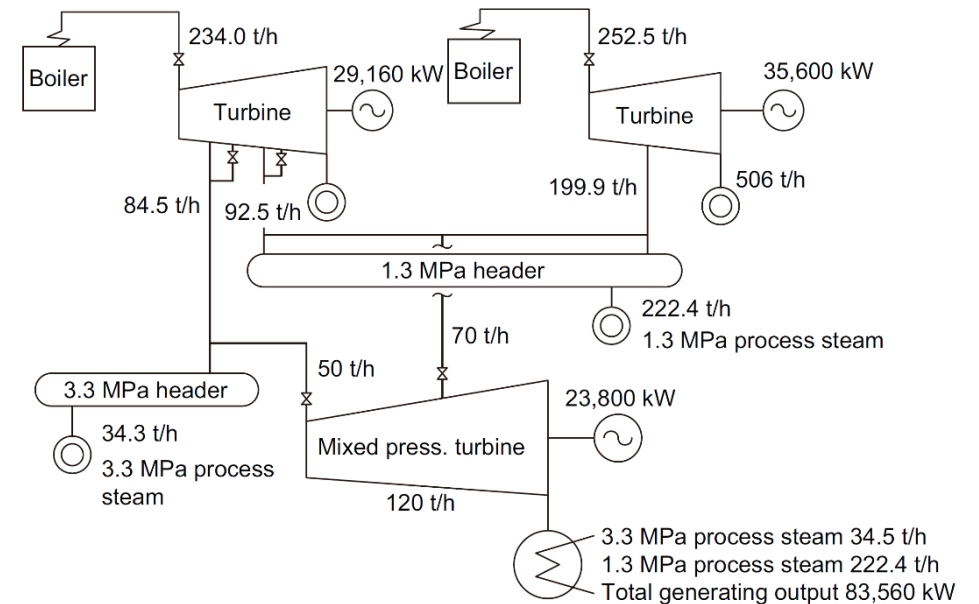 234.0 t/h
252.5 t/h
Boiler
29,160 kW
Boiler
35,600 kW
Turbine
Turbine
84.5 t/h
92.5 t/h
199.9 t/h
506 t/h
1.3 MPa header
222.4 t/h
1.3 MPa process steam
70 t/h
50 t/h
3.3 MPa header
23,800 kW
34.3 t/h
3.3 MPa process
steam
Mixed press. turbine
120 t/h
3.3 MPa process steam 34.5 t/h
1.3 MPa process steam 222.4 t/h
Total generating output 83,560 kW